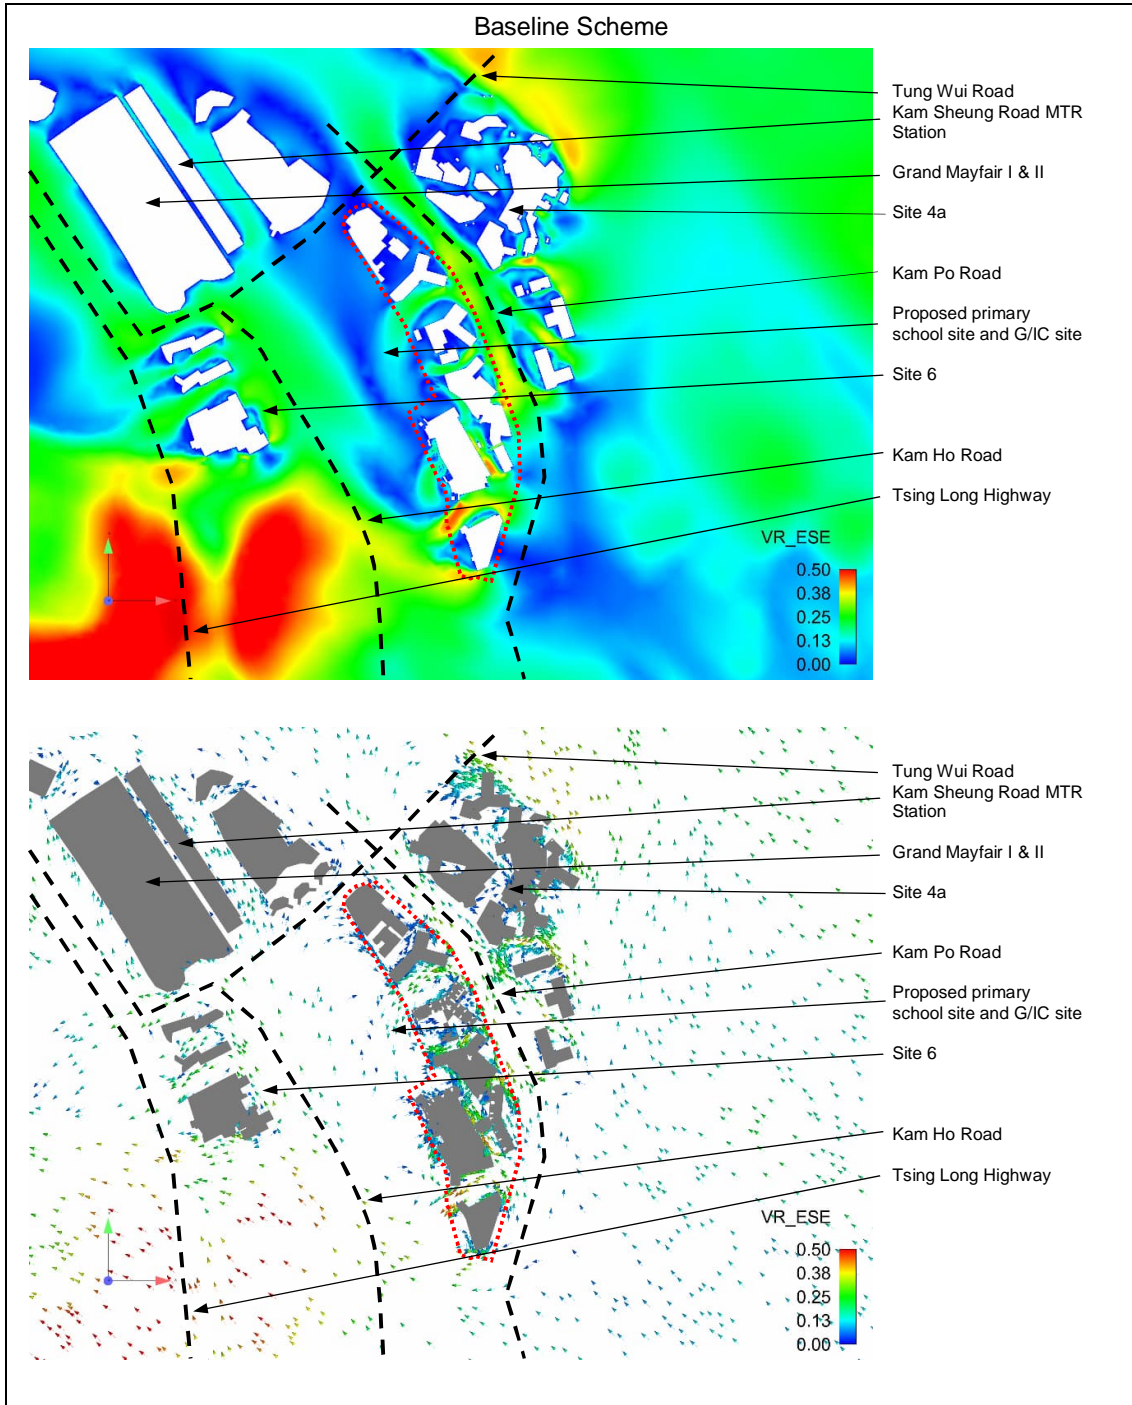 Baseline Scheme
Tung Wui Road
Kam Sheung Road MTR
Station
Grand Mayfair I & II
Site 4a
Kam Po Road
Proposed primary
school site and G/IC site
Site 6
Kam Ho Road
Tsing Long Highway
VR_ESE
0.50
0.38
0.25
0.13
0.00
Tung Wui Road
Kam Sheung Road MTR
Station
Grand Mayfair I & II
Site 4a
Kam Po Road
Proposed primary
school site and G/IC site
Site 6
Kam Ho Road
Tsing Long Highway
VR_ESE
0.50
0.38
0.25
0.13
0.00